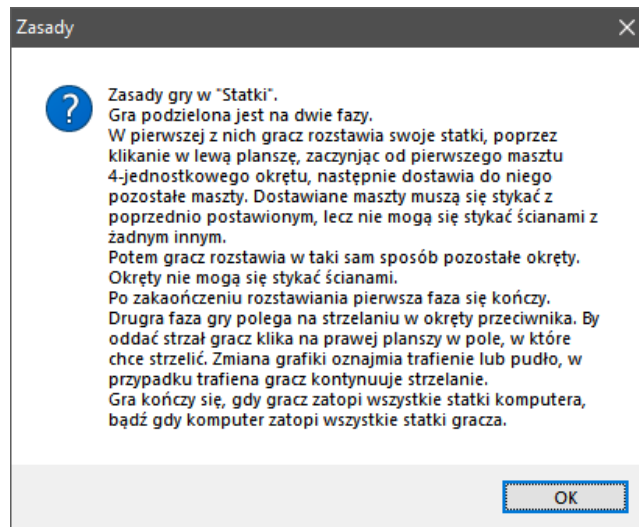 Zasady
Zasady gry w "Statki".
Gra podzielona jest na dwie fazy.
W pierwszej z nich gracz rozstawia swoje statki, poprzez
klikanie w lewą planszę, zaczynając od pierwszego masztu
4-jednostkowego okrętu, następnie dostawia do niego
pozostałe maszty. Dostawiane maszty muszą się stykać z
poprzednio postawionym, lecz nie mogą się stykać ścianami z
żadnym innym.
Potem gracz rozstawia w taki sam sposób pozostałe okręty.
Okręty nie mogą się stykać ścianami.
Po zakaończeniu rozstawiania pierwsza faza się kończy.
Drugra faza gry polega na strzelaniu w okręty przeciwnika. By
oddać strzał gracz klika na prawej planszy w pole, w które
chce strzelić. Zmiana grafiki oznajmia trafienie lub pudło, w
przypadku trafiena gracz kontynuuje strzelanie.
Gra kończy się, gdy gracz zatopi wszystkie statki komputera,
bądź gdy komputer zatopi wszystkie statki gracza.
OK